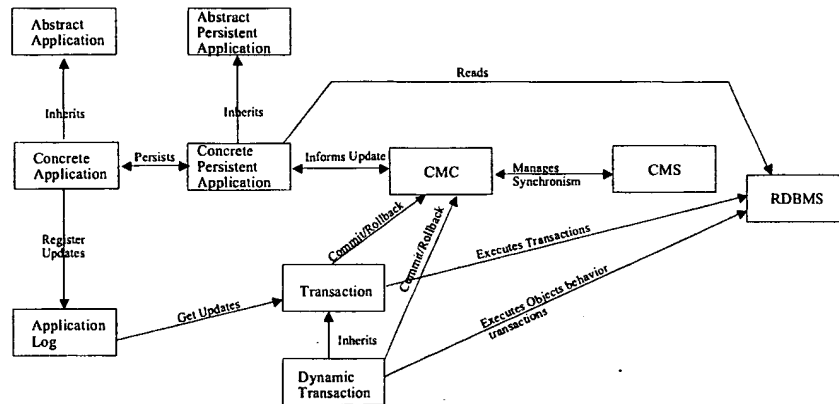 Abstract
Application
Abstract
Persistent
Application
Reads
Inherits
Inherits
Concrete
Application
Persists
Concrete
Persistent
Application
Informs Update
CMC
Manages
Synchronism
CMS
RDBMS
Register
Updates
Commit/Rollback
Commit/Rollback
Executes Transactions
Application
Log
Get Updates
Transaction
Executes Objects behavior
transactions
Inherits
Dynamic
Transaction